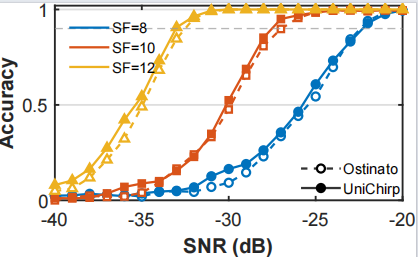 1
SF=8
SF=10
SF=12
Accuracy
0.5
Ostinato
UniChirp
0
-40
-35
-30
-25
-20
SNR (dB)